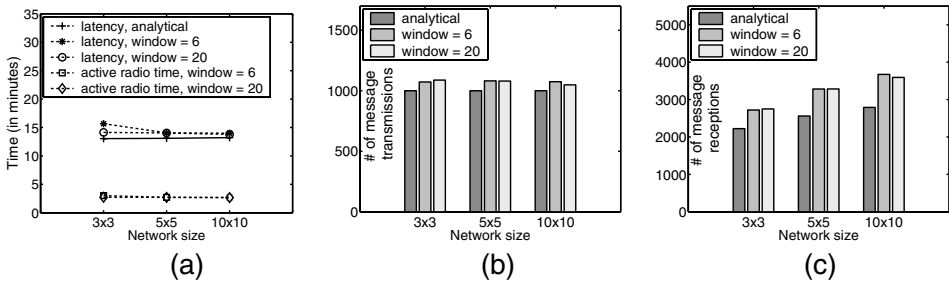 Time (in minutes)
35
30
25
20
15
10
5
0
latency, analytical
latency, window = 6
latency, window = 20
active radio time, window = 6
active radio time, window = 20
3x3
5x5
10x10
Network size
(a)
# of message
transmissions
1500
1000
500
0
analytical
window = 6
window = 20
3x3
5x5
10x10
Network size
(b)
# of message
receptions
5000
4000
3000
2000
1000
0
analytical
window = 6
window = 20
3x3
5x5
10x10
Network size
(c)